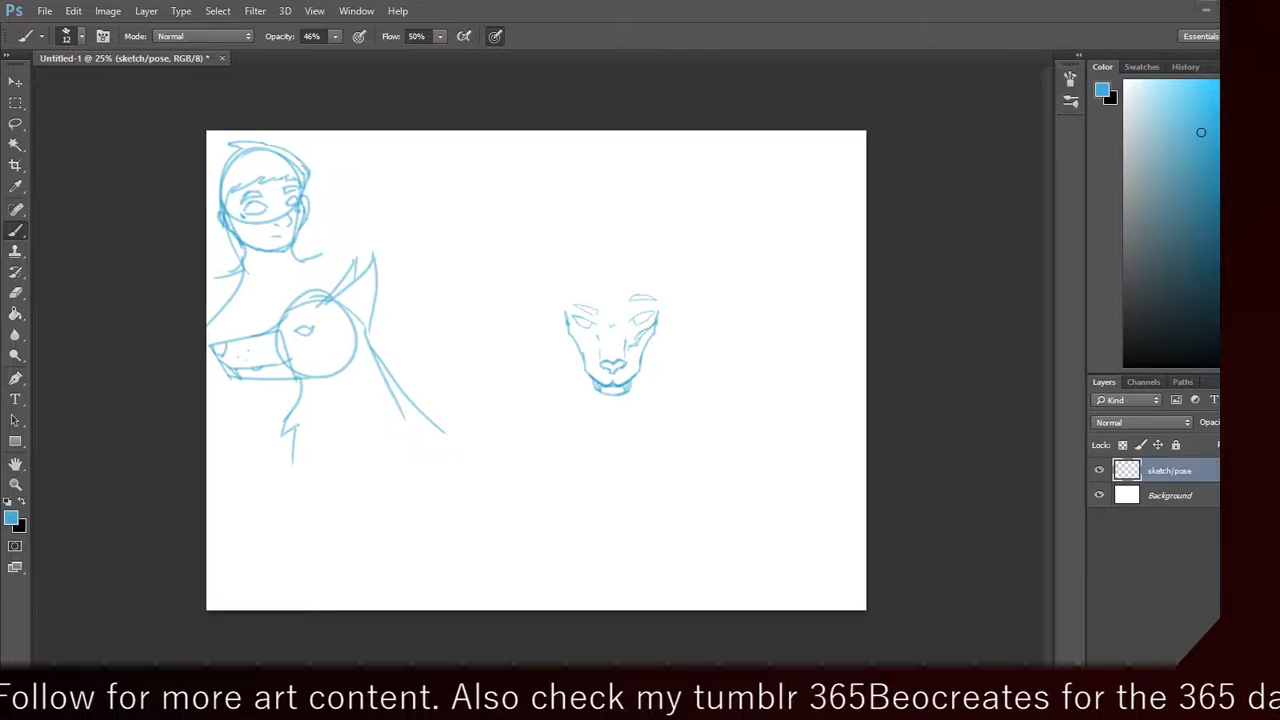 Ps File Edit Image Layer Type Select Filter 3D View Window Help
12 Mode: Normal Opacity: 46% Flow: 50% Essentials
Untitled-1 @ 25% (sketch/pose, RGB/8) * ×
Color Swatches History
Layers Channels Paths
Kind
Normal Opaci
Lock: F
sketch/pose
Background
Follow for more art content. Also check my tumblr 365Beocreates for the 365 da